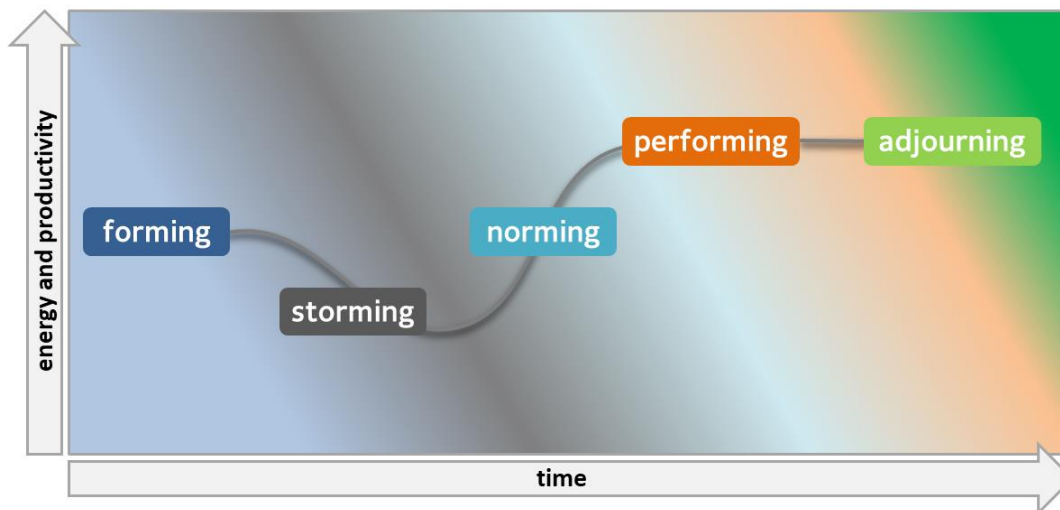 energy and productivity
forming
storming
norming
performing
adjourning
time